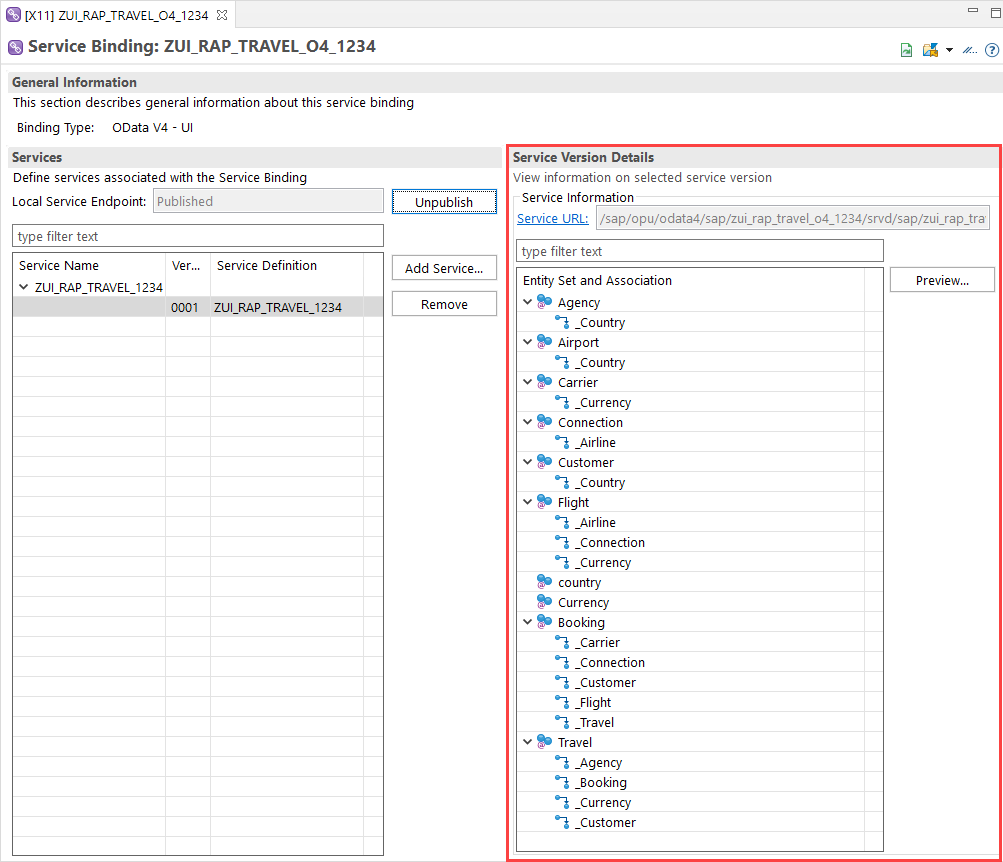 [X11] ZUI_RAP_TRAVEL_O4_1234
Service Binding: ZUI_RAP_TRAVEL_O4_1234
General Information
This section describes general information about this service binding
Binding Type: OData V4 - UI
Services
Define services associated with the Service Binding
Local Service Endpoint: Published Unpublish
type filter text
Service Name Ver... Service Definition
ZUI_RAP_TRAVEL_1234
0001 ZUI_RAP_TRAVEL_1234
Add Service...
Remove
Service Version Details
View information on selected service version
Service Information
Service URL: /sap/opu/odata4/sap/zui_rap_travel_o4_1234/srvd/sap/zui_rap_tra
type filter text
Entity Set and Association
Preview...
Agency
_Country
Airport
_Country
Carrier
_Currency
Connection
_Airline
Customer
_Country
Flight
_Airline
_Connection
_Currency
country
Currency
Booking
_Carrier
_Connection
_Customer
_Flight
_Travel
Travel
_Agency
_Booking
_Currency
_Customer